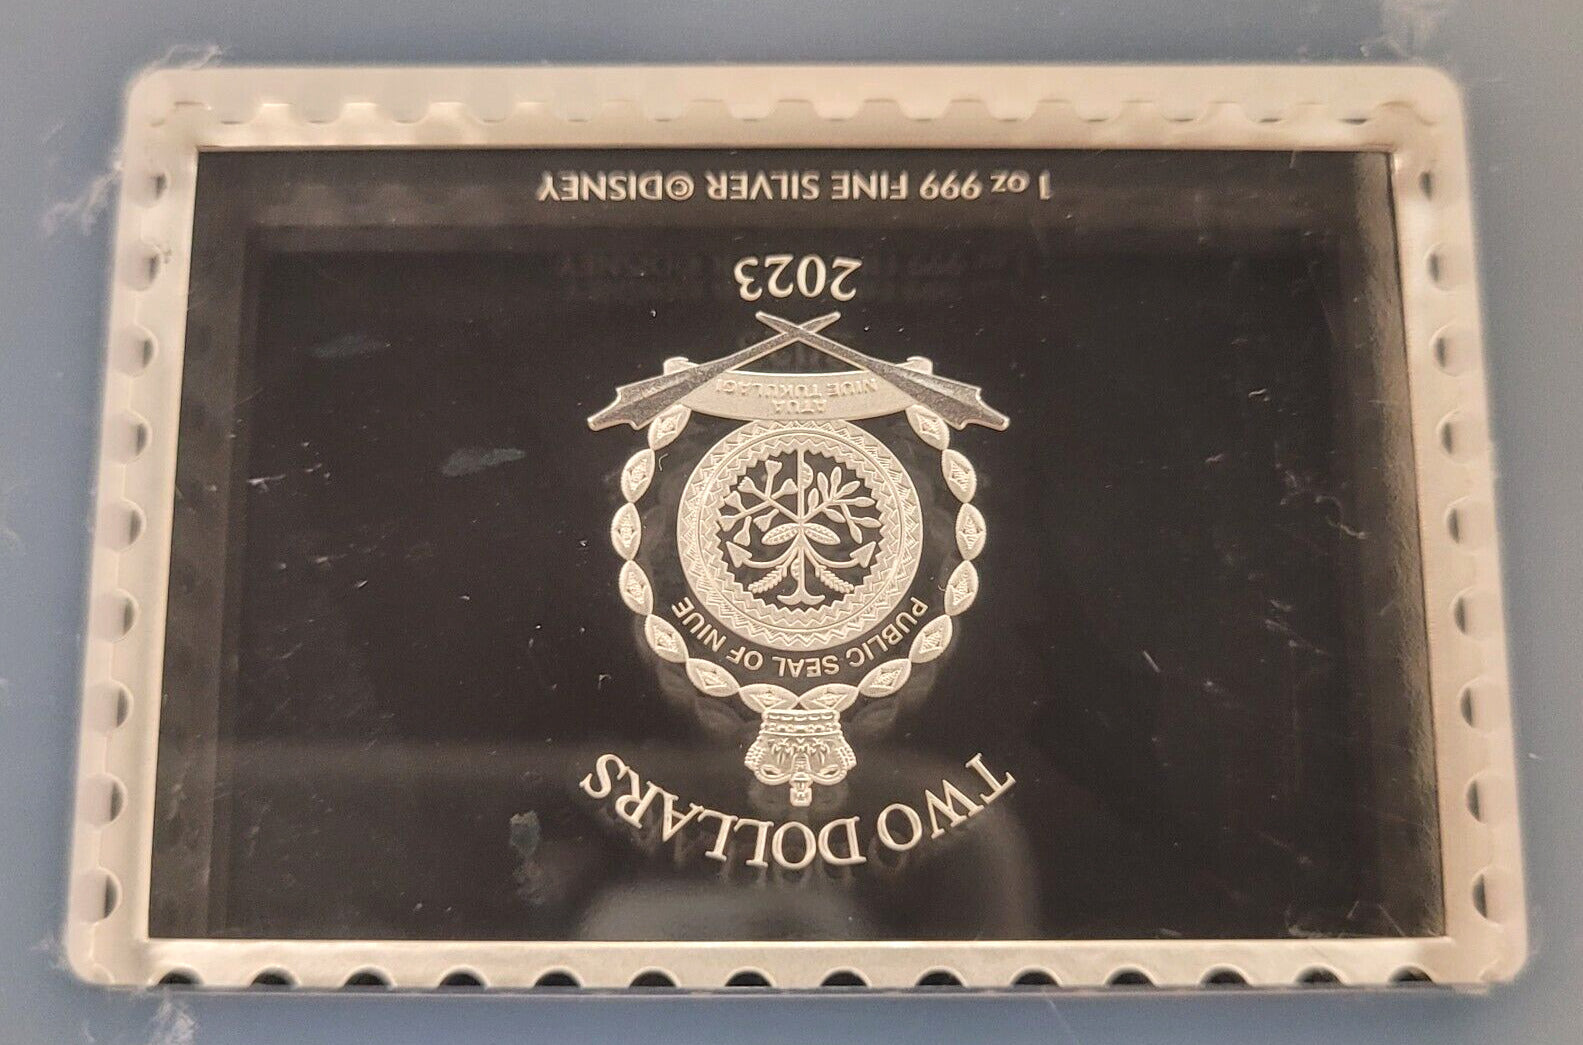 TWO DOLLARS
PUBLIC SEAL OF NIUE
ATUA
NIUE TUKULAGI
2023
1 oz 999 FINE SILVER ©DISNEY